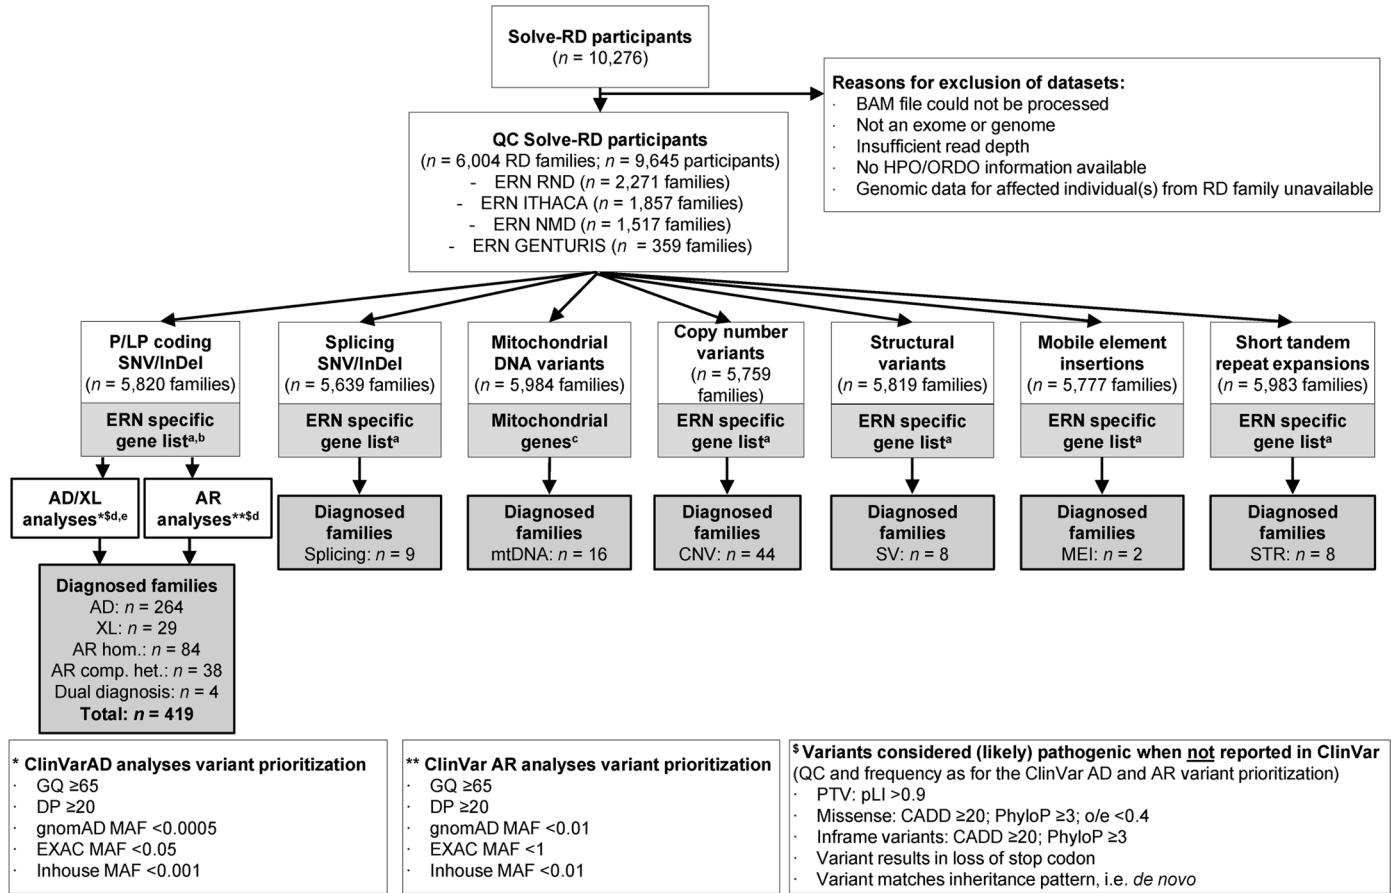 Solve-RD participants
(n = 10,276)
Reasons for exclusion of datasets:
· BAM file could not be processed
· Not an exome or genome
· Insufficient read depth
· No HPO/ORDO information available
· Genomic data for affected individual(s) from RD family unavailable
QC Solve-RD participants
(n = 6,004 RD families; n = 9,645 participants)
- ERN RND (n = 2,271 families)
- ERN ITHACA (n = 1,857 families)
- ERN NMD (n = 1,517 families)
- ERN GENTURIS (n = 359 families)
P/LP coding
SNV/InDel
(n = 5,820 families)
ERN specific
gene list a,b
AD/XL
analyses*$d,e
AR
analyses**$d
Diagnosed families
AD: n = 264
XL: n = 29
AR hom.: n = 84
AR comp. het.: n = 38
Dual diagnosis: n = 4
Total: n = 419
Splicing
SNV/InDel
(n = 5,639 families)
ERN specific
gene list a
Diagnosed
families
Splicing: n = 9
Mitochondrial
DNA variants
(n = 5,984 families)
Mitochondrial
genes c
Diagnosed
families
mtDNA: n = 16
Copy number
variants
(n = 5,759
families)
ERN specific
gene list a
Diagnosed
families
CNV: n = 44
Structural
variants
(n = 5,819 families)
ERN specific
gene list a
Diagnosed
families
SV: n = 8
Mobile element
insertions
(n = 5,777 families)
ERN specific
gene list a
Diagnosed
families
MEI: n = 2
Short tandem
repeat expansions
(n = 5,983 families)
ERN specific
gene list a
Diagnosed
families
STR: n = 8
* ClinVarAD analyses variant prioritization
· GQ ≥65
· DP ≥20
· gnomAD MAF <0.0005
· EXAC MAF <0.05
· Inhouse MAF <0.001
** ClinVar AR analyses variant prioritization
· GQ ≥65
· DP ≥20
· gnomAD MAF <0.01
· EXAC MAF <1
· Inhouse MAF <0.01
$ Variants considered (likely) pathogenic when not reported in ClinVar
(QC and frequency as for the ClinVar AD and AR variant prioritization)
· PTV: pLI >0.9
· Missense: CADD ≥20; PhyloP ≥3; o/e <0.4
· Inframe variants: CADD ≥20; PhyloP ≥3
· Variant results in loss of stop codon
· Variant matches inheritance pattern, i.e. de novo